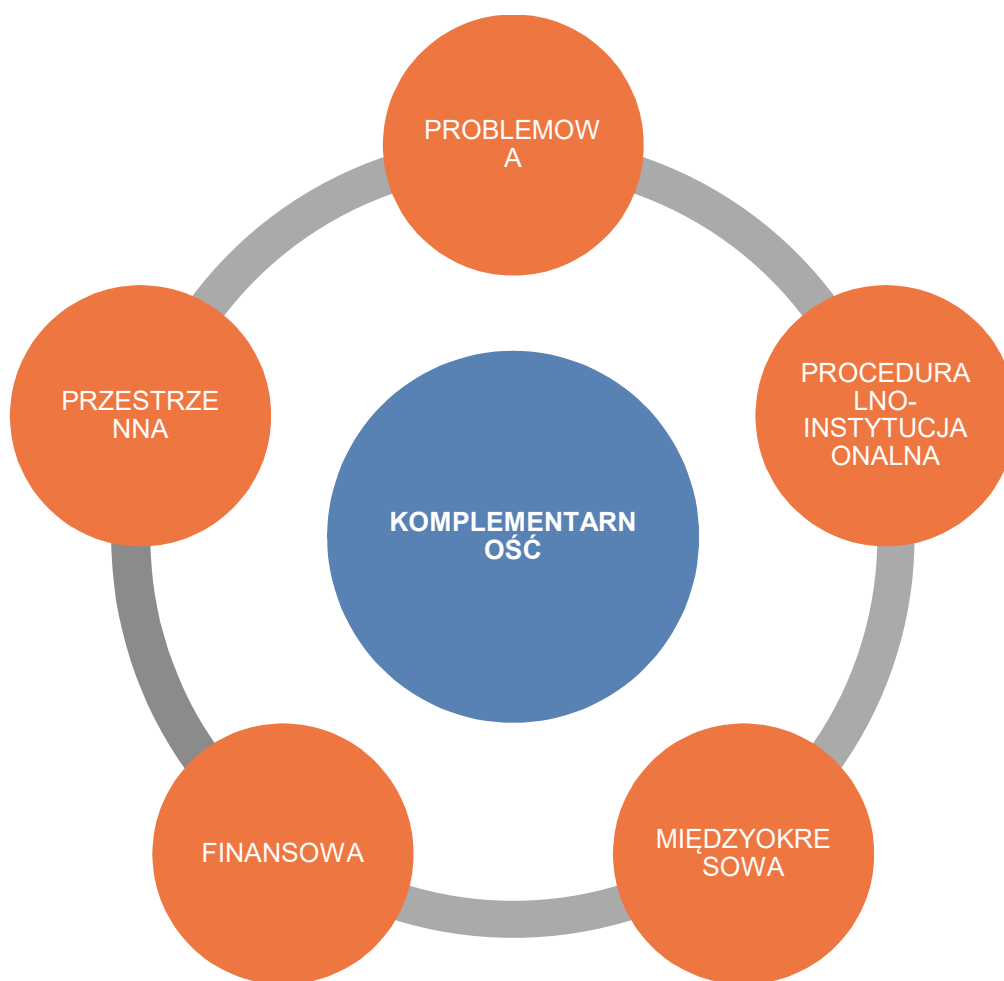 PROBLEMOW
A
PROCEDURA
LNO-
INSTYTUCJA
ONALNA
MIĘDZYOKRE
SOWA
FINANSOWA
PRZESTRZE
NNA
KOMPLEMENTARN
OŚĆ